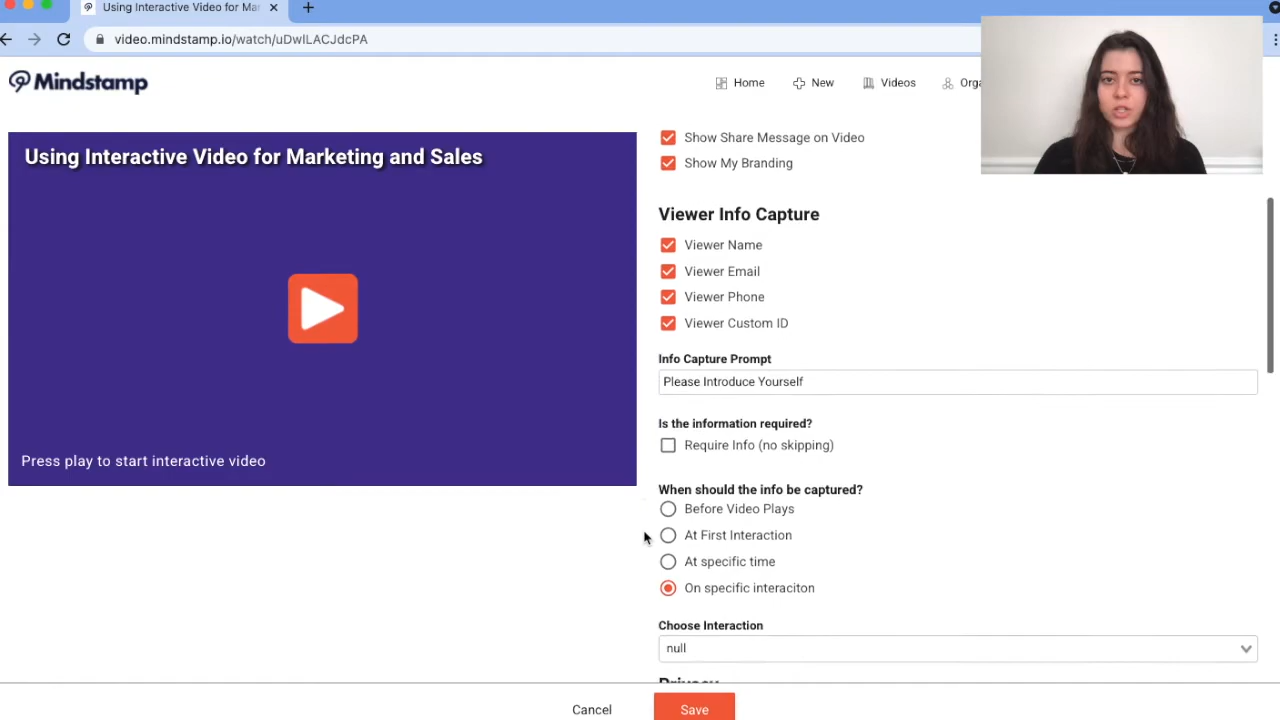 Using Interactive Video for Mar
video.mindstamp.io/watch/uDwlLACJdcPA
Mindstamp
Home
New
Videos
Orga
Using Interactive Video for Marketing and Sales
Press play to start interactive video
Show Share Message on Video
Show My Branding
Viewer Info Capture
Viewer Name
Viewer Email
Viewer Phone
Viewer Custom ID
Info Capture Prompt
Please Introduce Yourself
Is the information required?
Require Info (no skipping)
When should the info be captured?
Before Video Plays
At First Interaction
At specific time
On specific interaciton
Choose Interaction
null
Privacy
Cancel
Save